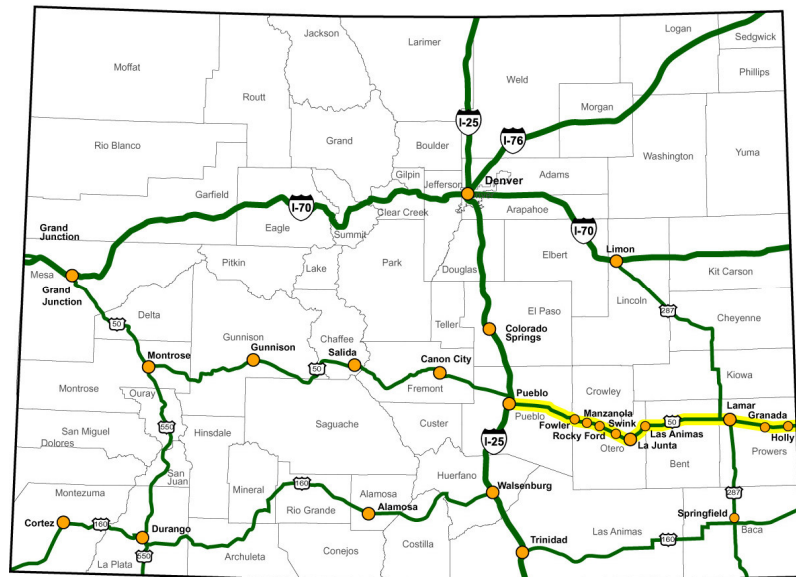 Jackson
Larimer
Logan
Sedgwick
Moffat
Weld
Phillips
Routt
Morgan
I-25
I-76
Grand
Boulder
Rio Blanco
Washington
Yuma
Gilpin
Adams
Jefferson
Denver
Garfield
I-70
Clear Creek
Arapahoe
Grand
Junction
Eagle
Summit
I-70
Limon
Pitkin
Lake
Park
Elbert
Mesa
Douglas
Kit Carson
Grand
Junction
Lincoln
Delta
El Paso
287
50
Teller
Cheyenne
Gunnison
Chaffee
Colorado
Springs
Montrose
Gunnison
Salida
50
Canon City
Kiowa
Montrose
Ouray
Fremont
Pueblo
Crowley
Pueblo
Manzanola
Lamar
Granada
Fowler
Swink
50
550
Saguache
Custer
Rocky Ford
Las Animas
Holly
San Miguel
Hinsdale
I-25
Otero
La Junta
Prowers
Dolores
Bent
San
Juan
Huerfano
Mineral
160
Walsenburg
287
Montezuma
Alamosa
Rio Grande
Alamosa
Springfield
Cortez
160
Durango
Las Animas
Baca
Trinidad
160
La Plata
550
Archuleta
Conejos
Costilla